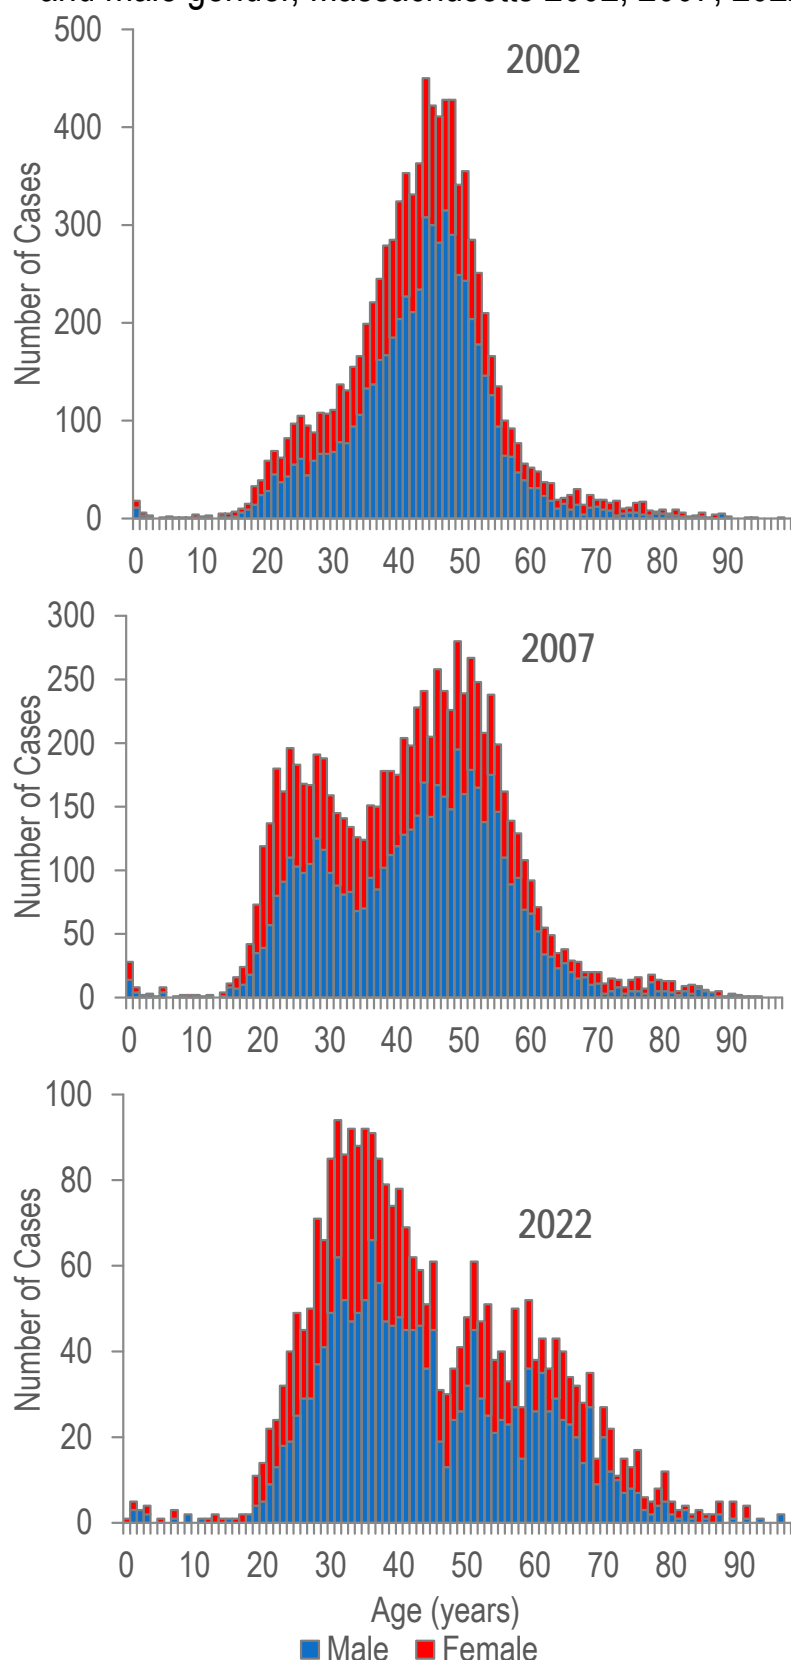 and male gender, Massachusetts 2002, 2007, 202
2002
Number of Cases
500
400
300
200
100
0
0 10 20 30 40 50 60 70 80 90
2007
Number of Cases
300
250
200
150
100
50
0
0 10 20 30 40 50 60 70 80 90
2022
Number of Cases
100
80
60
40
20
0
0 10 20 30 40 50 60 70 80 90
Age (years)
Male Female